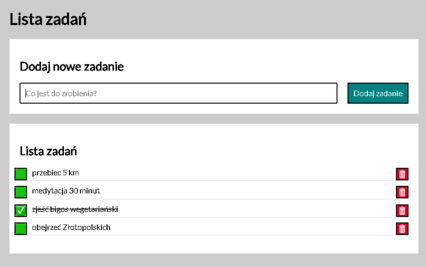 Lista zadań
Dodaj nowe zadanie
Co jest do zrobienia?
Dodaj zadanie
Lista zadań
przebiec 5 km
medytacja 30 minut
zjeść bigos wegetariański
obejrzeć Złotopolskich